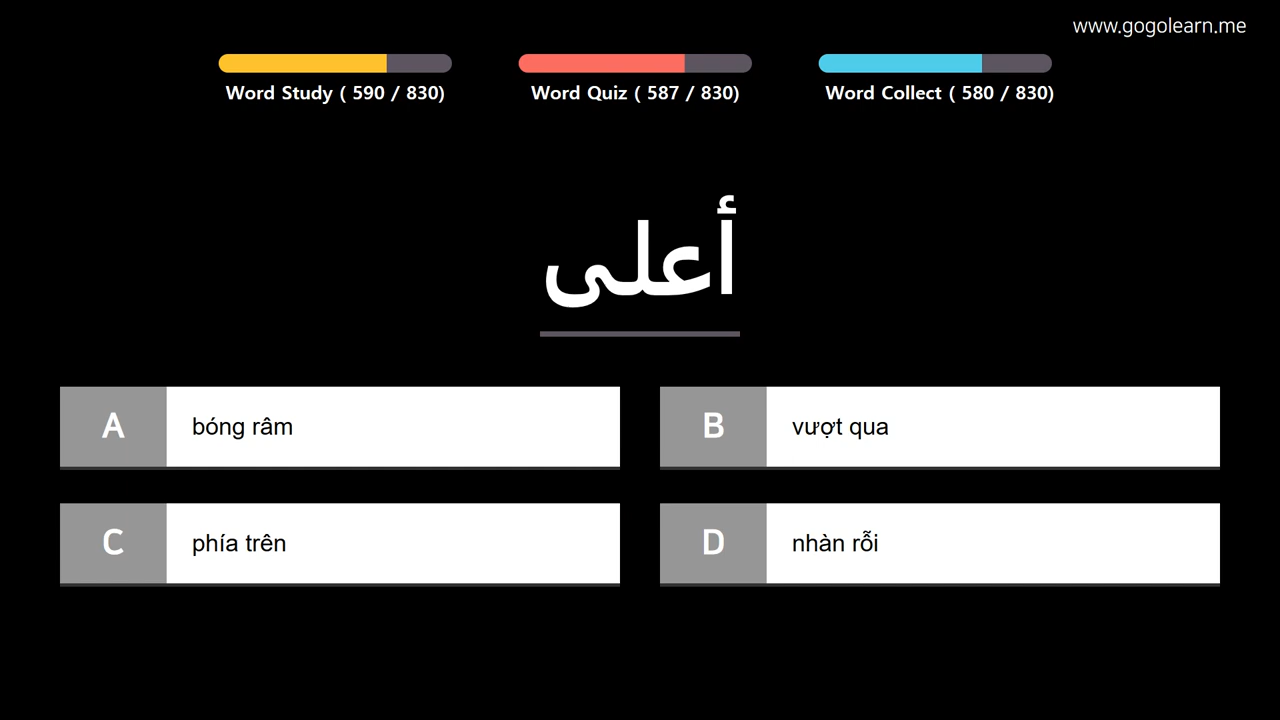 www.gogolearn.me
Word Study ( 590 / 830)
Word Quiz ( 587 / 830)
Word Collect ( 580 / 830)
أعلى
A
bóng râm
B
vượt qua
C
phía trên
D
nhàn rỗi